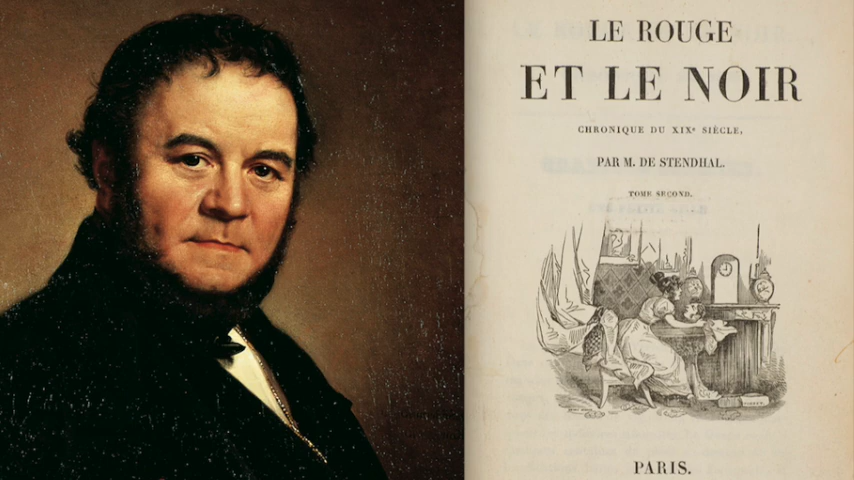 LE ROUGE
ET LE NOIR
CHRONIQUE DU XIXᵉ SIÈCLE,
PAR M. DE STENDHAL.
TOME SECOND.
PARIS.